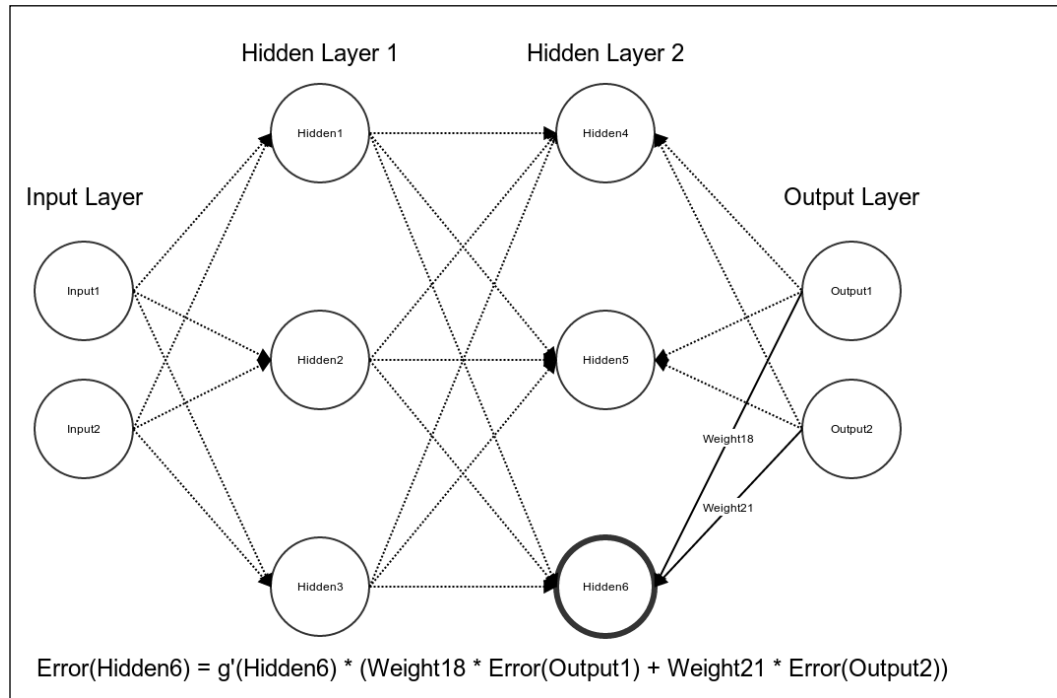 Hidden Layer 1
Hidden Layer 2
Hidden1
Hidden4
Input Layer
Output Layer
Input1
Output1
Hidden2
Hidden5
Input2
Output2
Weight18
Weight21
Hidden3
Hidden6
Error(Hidden6) = g'(Hidden6) * (Weight18 * Error(Output1) + Weight21 * Error(Output2))